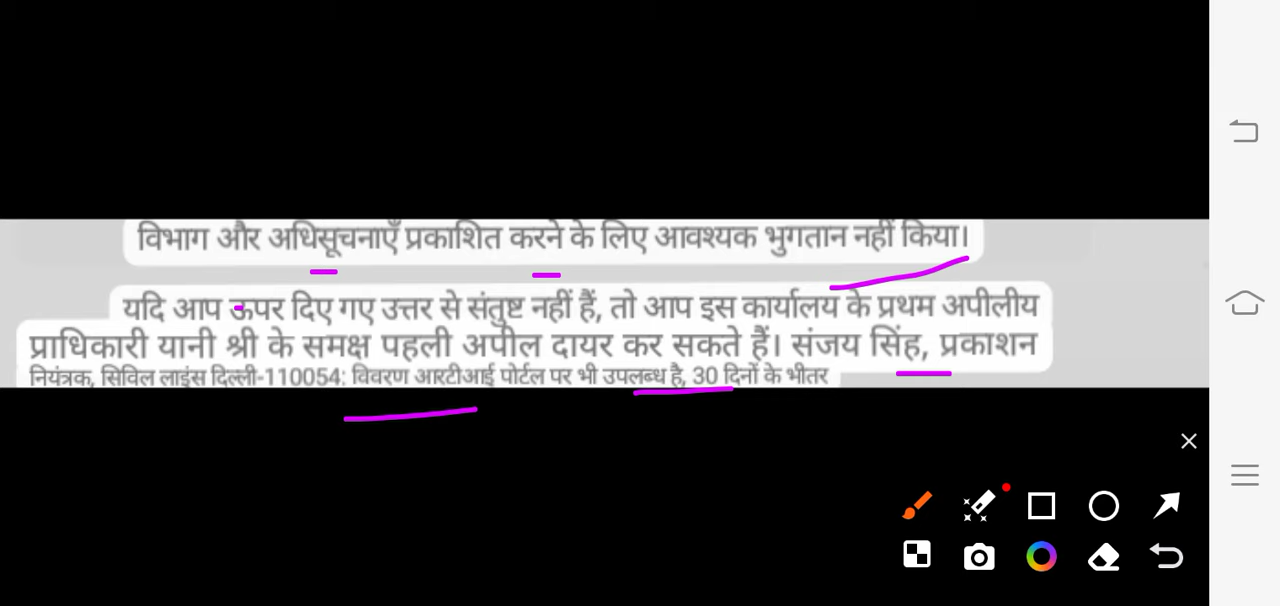 विभाग और अधिसूचनाएँ प्रकाशित करने के लिए आवश्यक भुगतान नहीं किया।
यदि आप ऊपर दिए गए उत्तर से संतुष्ट नहीं हैं, तो आप इस कार्यालय के प्रथम अपीलीय
प्राधिकारी यानी श्री के समक्ष पहली अपील दायर कर सकते हैं। संजय सिंह, प्रकाशन
नियंत्रक, सिविल लाइंस दिल्ली-110054: विवरण आरटीआई पोर्टल पर भी उपलब्ध है, 30 दिनों के भीतर